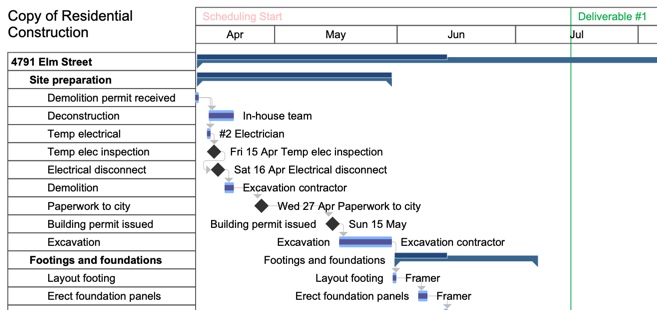 Copy of Residential
Construction
Scheduling Start
Deliverable #1
Apr
May
Jun
Jul
4791 Elm Street
Site preparation
Demolition permit received
Deconstruction
In-house team
Temp electrical
#2 Electrician
Temp elec inspection
Fri 15 Apr Temp elec inspection
Electrical disconnect
Sat 16 Apr Electrical disconnect
Demolition
Excavation contractor
Paperwork to city
Wed 27 Apr Paperwork to city
Building permit issued
Building permit issued
Sun 15 May
Excavation
Excavation
Excavation contractor
Footings and foundations
Footings and foundations
Layout footing
Layout footing
Framer
Erect foundation panels
Erect foundation panels
Framer